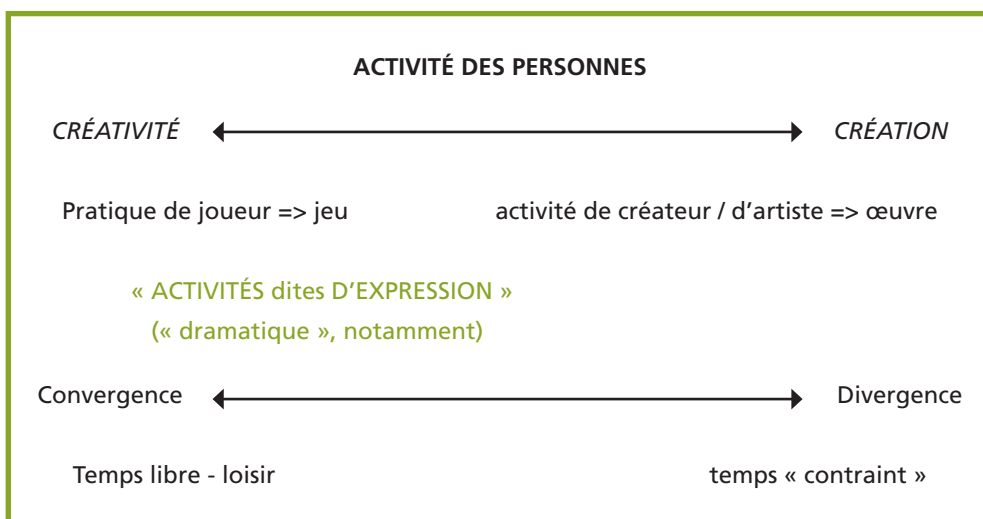 ACTIVITÉ DES PERSONNES
CRÉATIVITÉ CRÉATION
Pratique de joueur => jeu activité de créateur / d’artiste => œuvre
« ACTIVITÉS dites D’EXPRESSION »
(« dramatique », notamment)
Convergence Divergence
Temps libre - loisir temps « contraint »